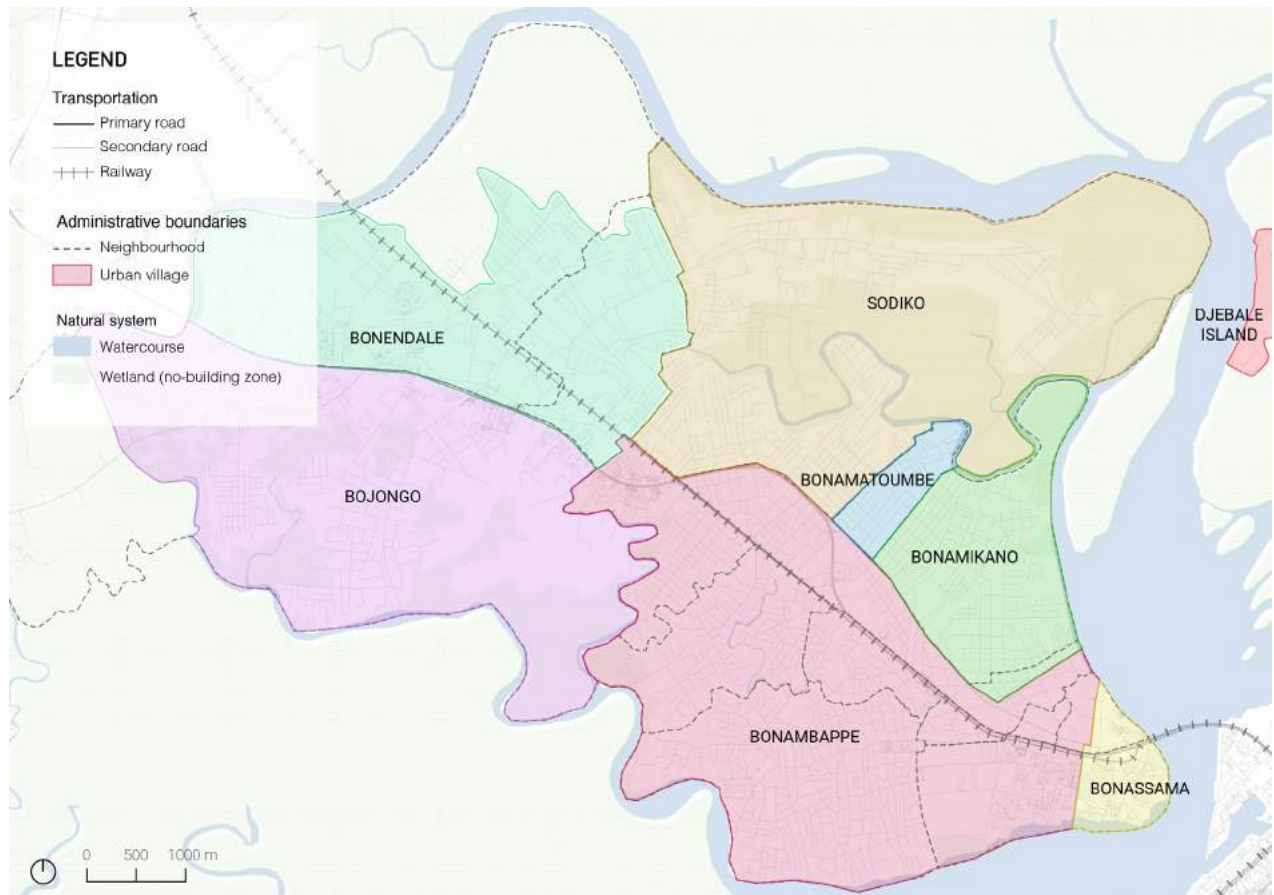 LEGEND
Transportation
Primary road
Secondary road
Railway
Administrative boundaries
Neighbourhood
Urban village
Natural system
Watercourse
Wetland (no-building zone)
SODIKO
DJEBALE
ISLAND
BONENDALE
BONAMATOUMBE
BOJONGO
BONAMIKANO
BONAMBAPPE
BONASSAMA
0 500 1000 m